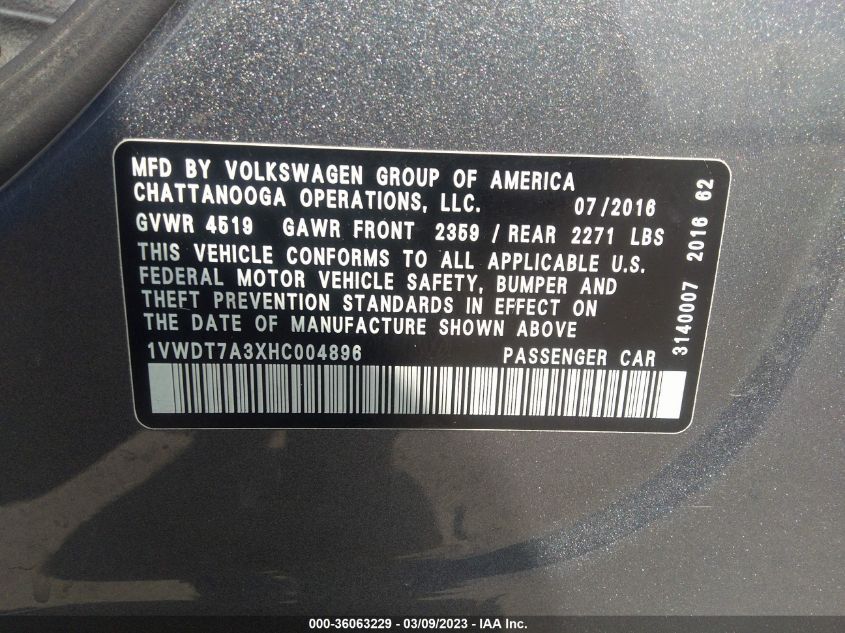 MFD BY VOLKSWAGEN GROUP OF AMERICA
CHATTANOOGA OPERATIONS, LLC. 07/2016
GVWR 4519 GAWR FRONT 2359 / REAR 2271 LBS
THIS VEHICLE CONFORMS TO ALL APPLICABLE U.S.
FEDERAL MOTOR VEHICLE SAFETY, BUMPER AND
THEFT PREVENTION STANDARDS IN EFFECT ON
THE DATE OF MANUFACTURE SHOWN ABOVE
1VWDT7A3XHC004896 PASSENGER CAR
3140007 2016 62
000-36063229 — 03/09/2023 — IAA Inc.